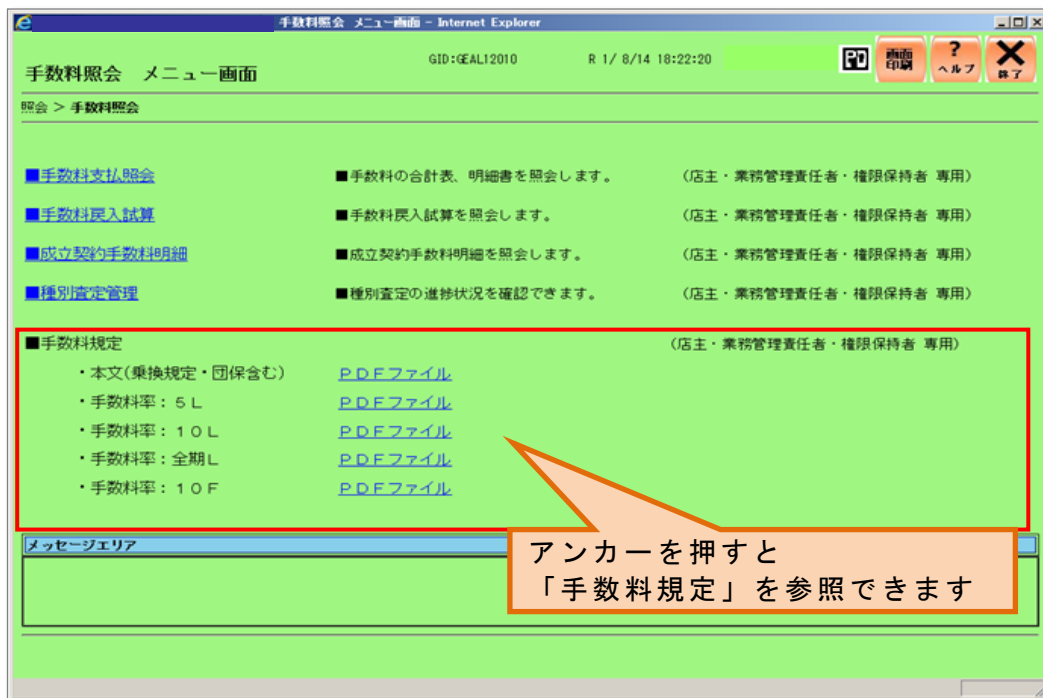 手数料照会 メニュー画面 - Internet Explorer
手数料照会 メニュー画面 GID:GEAL12010 R 1/ 8/14 18:22:20 画面印刷 ? ヘルプ 終了
照会 > 手数料照会
■手数料支払照会 ■手数料の合計表、明細書を照会します。 (店主・業務管理責任者・権限保持者 専用)
■手数料戻入試算 ■手数料戻入試算を照会します。 (店主・業務管理責任者・権限保持者 専用)
■成立契約手数料明細 ■成立契約手数料明細を照会します。 (店主・業務管理責任者・権限保持者 専用)
■種別査定管理 ■種別査定の進捗状況を確認できます。 (店主・業務管理責任者・権限保持者 専用)
■手数料規定 (店主・業務管理責任者・権限保持者 専用)
・本文(乗換規定・団保含む) PDFファイル
・手数料率:5L PDFファイル
・手数料率:10L PDFファイル
・手数料率:全期L PDFファイル
・手数料率:10F PDFファイル
メッセージエリア
アンカーを押すと
「手数料規定」を参照できます